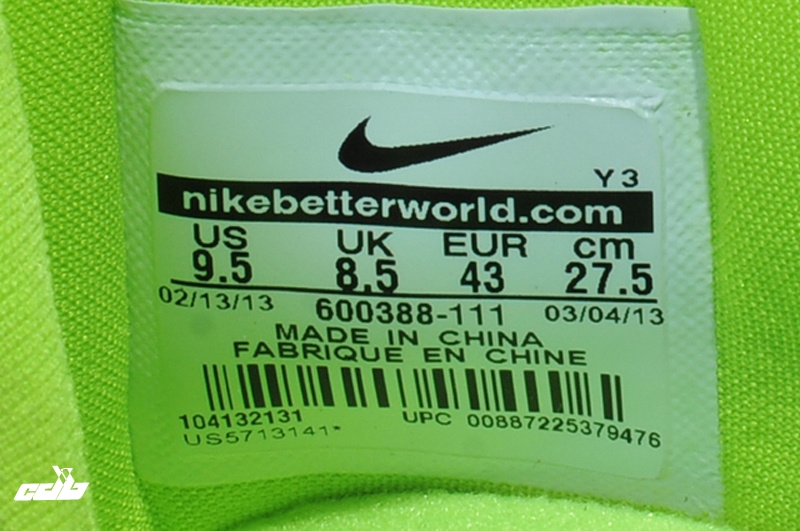 Y3
nikebetterworld.com
US UK EUR cm
9.5 8.5 43 27.5
02/13/13 600388-111 03/04/13
MADE IN CHINA
FABRIQUE EN CHINE
104132131 UPC 00887225379476
US5713141*
cdb